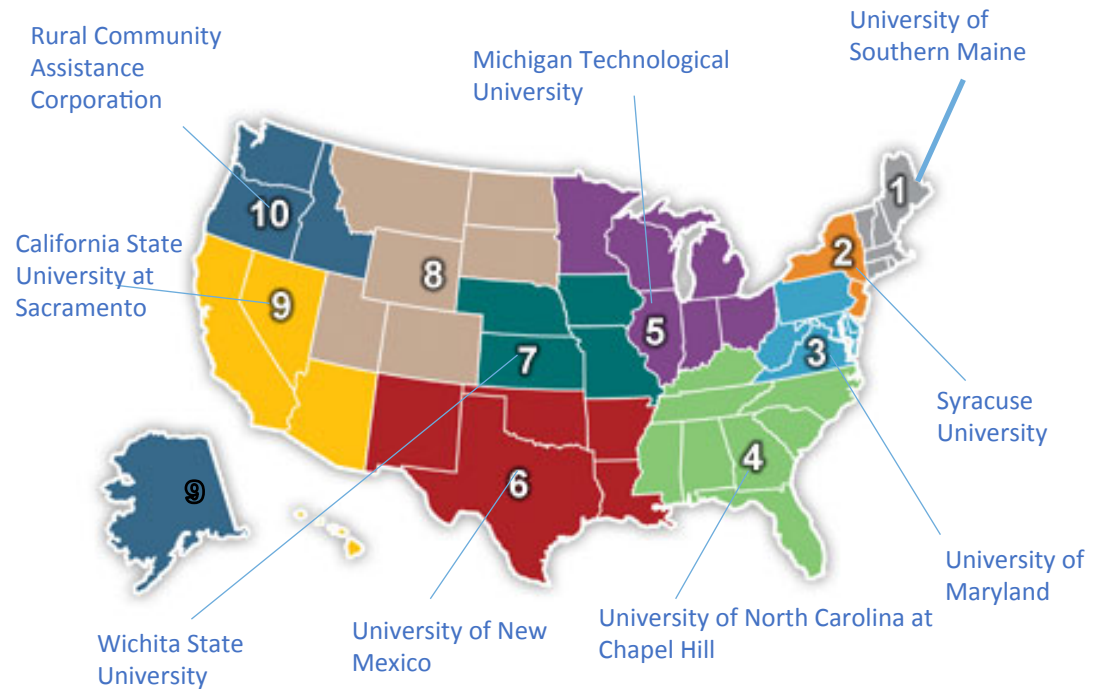 University of
Southern Maine
Rural Community
Assistance
Corporation
Michigan Technological
University
1
10
2
California State
University at
Sacramento
8
9
5
3
7
Syracuse
University
4
6
9
University of
Maryland
University of North Carolina at
Chapel Hill
University of New
Mexico
Wichita State
University